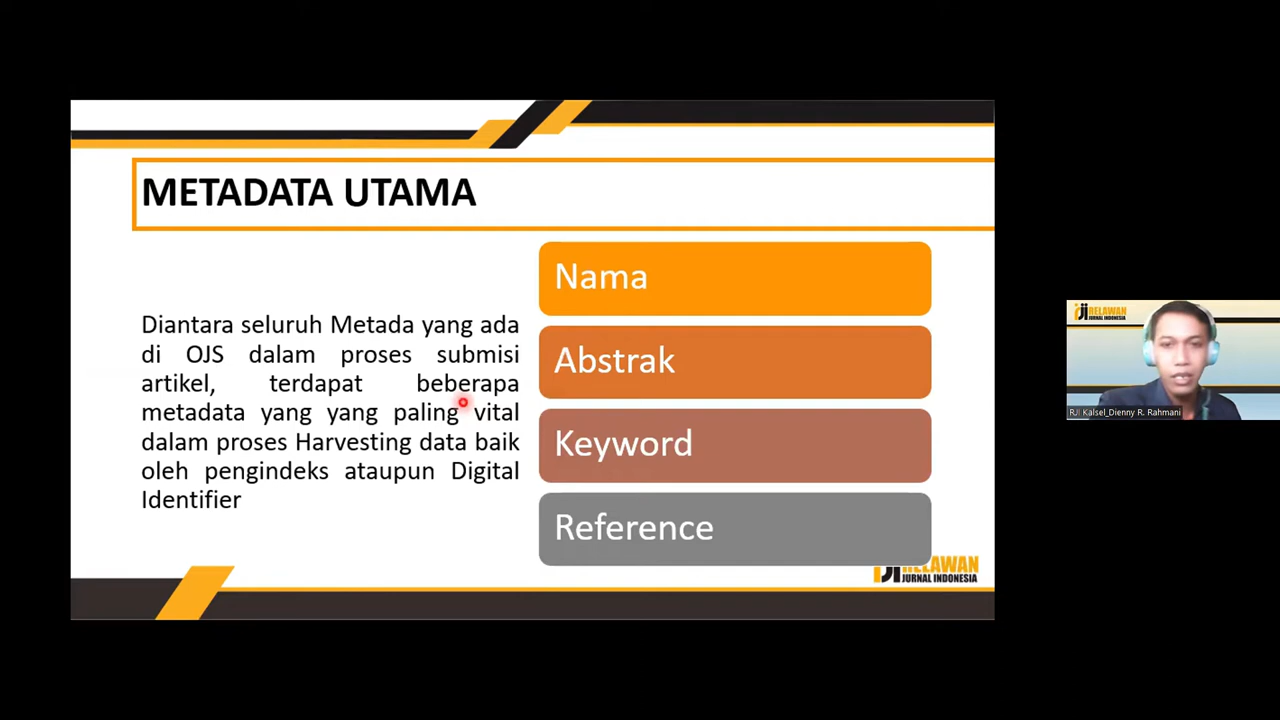 METADATA UTAMA
Diantara seluruh Metada yang ada
di OJS dalam proses submisi
artikel, terdapat beberapa
metadata yang yang paling vital
dalam proses Harvesting data baik
oleh pengindeks ataupun Digital
Identifier
Nama
Abstrak
Keyword
Reference
RELAWAN
JURNAL INDONESIA
RELAWAN
JURNAL INDONESIA
RJI Kalsel_Dienny R. Rahmani